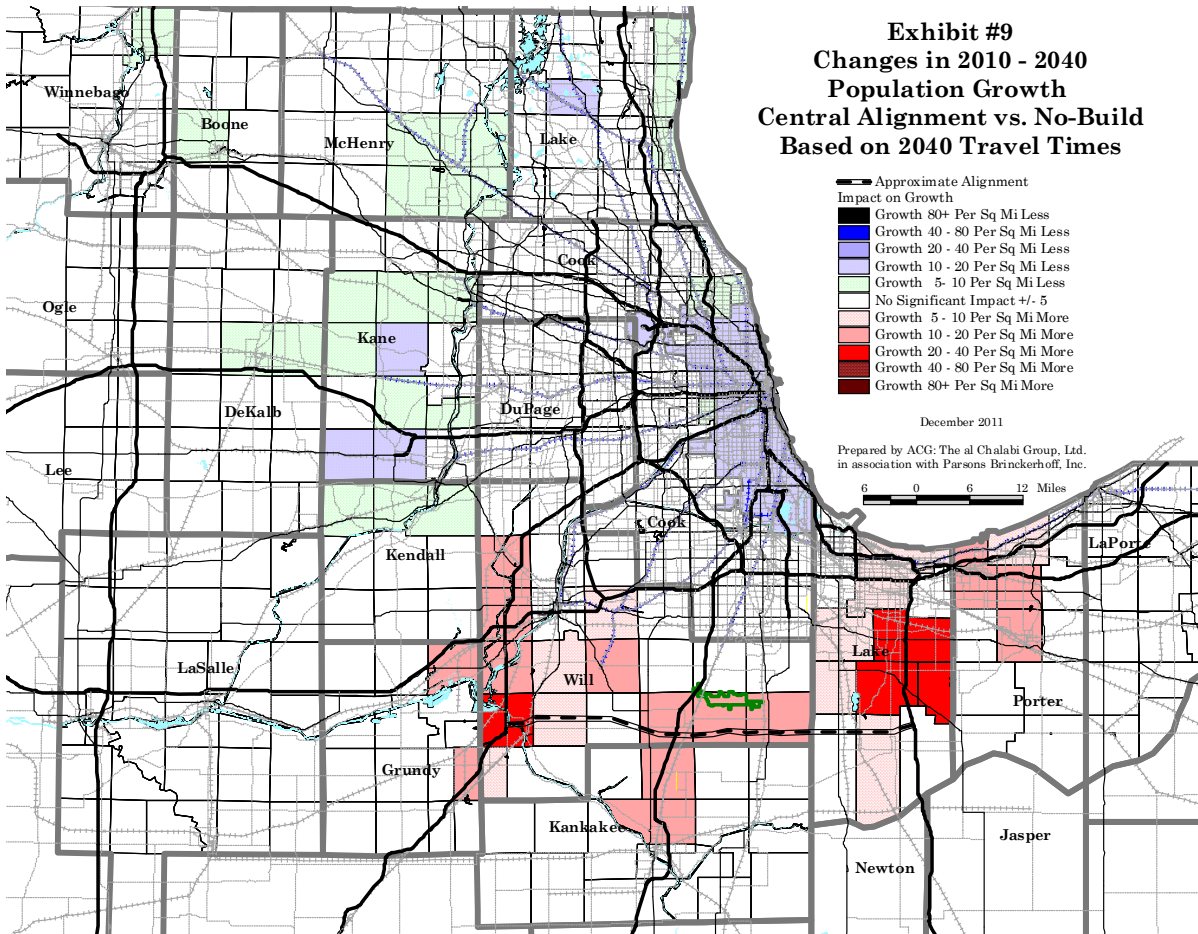 Exhibit #9
Changes in 2010 - 2040
Population Growth
Central Alignment vs. No-Build
Based on 2040 Travel Times
Approximate Alignment
Impact on Growth
Growth 80+ Per Sq Mi Less
Growth 40 - 80 Per Sq Mi Less
Growth 20 - 40 Per Sq Mi Less
Growth 10 - 20 Per Sq Mi Less
Growth 5- 10 Per Sq Mi Less
No Significant Impact +/- 5
Growth 5 - 10 Per Sq Mi More
Growth 10 - 20 Per Sq Mi More
Growth 20 - 40 Per Sq Mi More
Growth 40 - 80 Per Sq Mi More
Growth 80+ Per Sq Mi More
December 2011
Prepared by ACG: The al Chalabi Group, Ltd.
in association with Parsons Brinckerhoff, Inc.
6 0 6 12 Miles
Winnebago
Boone
McHenry
Lake
Cook
Ogle
Kane
DeKalb
DuPage
Lee
Cook
Kendall
LaPorte
LaSalle
Will
Lake
Porter
Grundy
Kankakee
Jasper
Newton